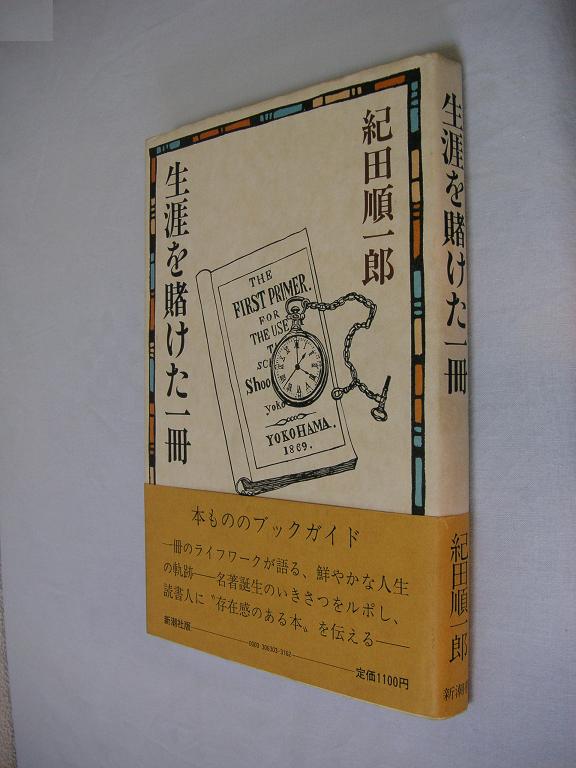 紀田順一郎
生涯を賭けた一冊
THE
FIRST PRIMER.
FOR
THE USE
YOKOHAMA.
1869.
本もののブックガイド
一冊のライフワークが語る、鮮やかな人生
の軌跡──名著誕生のいきさつをルポし、
読書人に〝存在感のある本〟を伝える──
新潮社版
0000 306303-3162
定価1100円
生涯を賭けた一冊
紀田順一郎
新潮